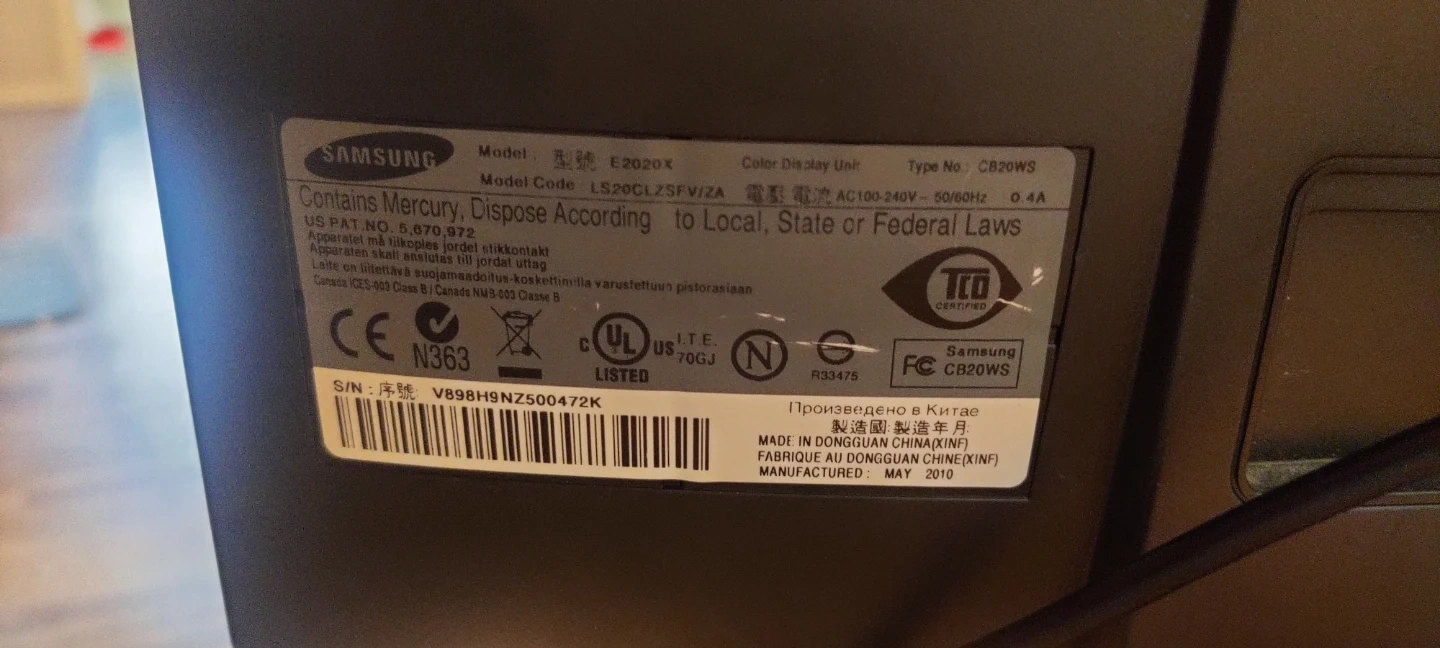 SAMSUNG
Model : 型號 E2020X Color Display Unit Type No. : CB20WS
Model Code : LS20CLZSFV/ZA 電壓 電流 AC100-240V~ 50/60Hz 0.4A
Contains Mercury, Dispose According to Local, State or Federal Laws
US PAT.NO. 5,670,972
Apparatet må tilkoples jordet stikkontakt
Apparaten skall anslutas till jordat uttag
Laite on liitettävä suojamaadoitus-koskettimilla varustettuun pistorasiaan
Canada ICES-003 Class B / Canada NMB-003 Classe B
TCO
CERTIFIED
CE
N363
C UL US
LISTED
I.T.E.
70GJ
N
R33475
FC Samsung
CB20WS
S/N : 序號: V898H9NZ500472K
Произведено в Китае
製造國:製造年月:
MADE IN DONGGUAN CHINA(XINF)
FABRIQUE AU DONGGUAN CHINE(XINF)
MANUFACTURED : MAY 2010